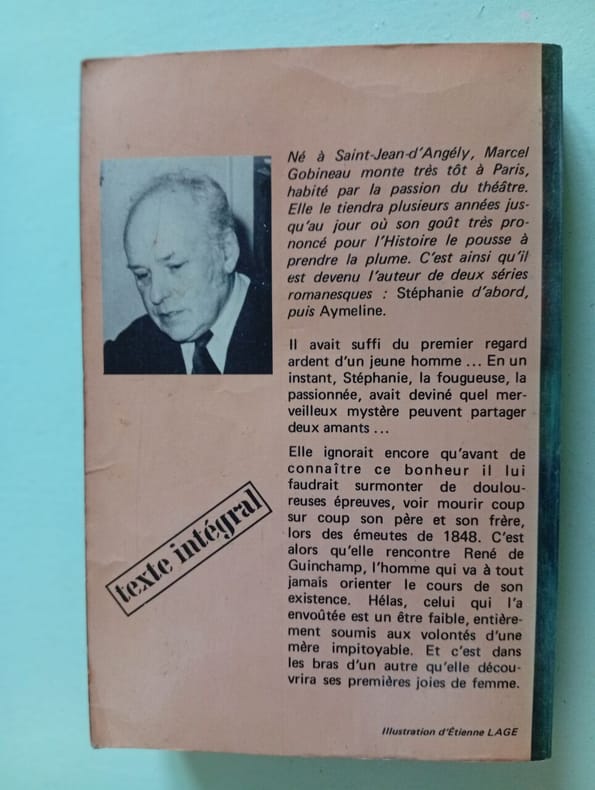 Né à Saint-Jean-d'Angély, Marcel
Gobineau monte très tôt à Paris,
habité par la passion du théâtre.
Elle le tiendra plusieurs années jus-
qu'au jour où son goût très pro-
noncé pour l'Histoire le pousse à
prendre la plume. C'est ainsi qu'il
est devenu l'auteur de deux séries
romanesques : Stéphanie d'abord,
puis Aymeline.
Il avait suffi du premier regard
ardent d'un jeune homme ... En un
instant, Stéphanie, la fougueuse, la
passionnée, avait deviné quel mer-
veilleux mystère peuvent partager
deux amants ...
Elle ignorait encore qu'avant de
connaître ce bonheur il lui
faudrait surmonter de doulou-
reuses épreuves, voir mourir coup
sur coup son père et son frère,
lors des émeutes de 1848. C'est
alors qu'elle rencontre René de
Guinchamp, l'homme qui va à tout
jamais orienter le cours de son
existence. Hélas, celui qui l'a
envoûtée est un être faible, entière-
ment soumis aux volontés d'une
mère impitoyable. Et c'est dans
les bras d'un autre qu'elle décou-
vrira ses premières joies de femme.
texte intégral
Illustration d'Étienne LAGE